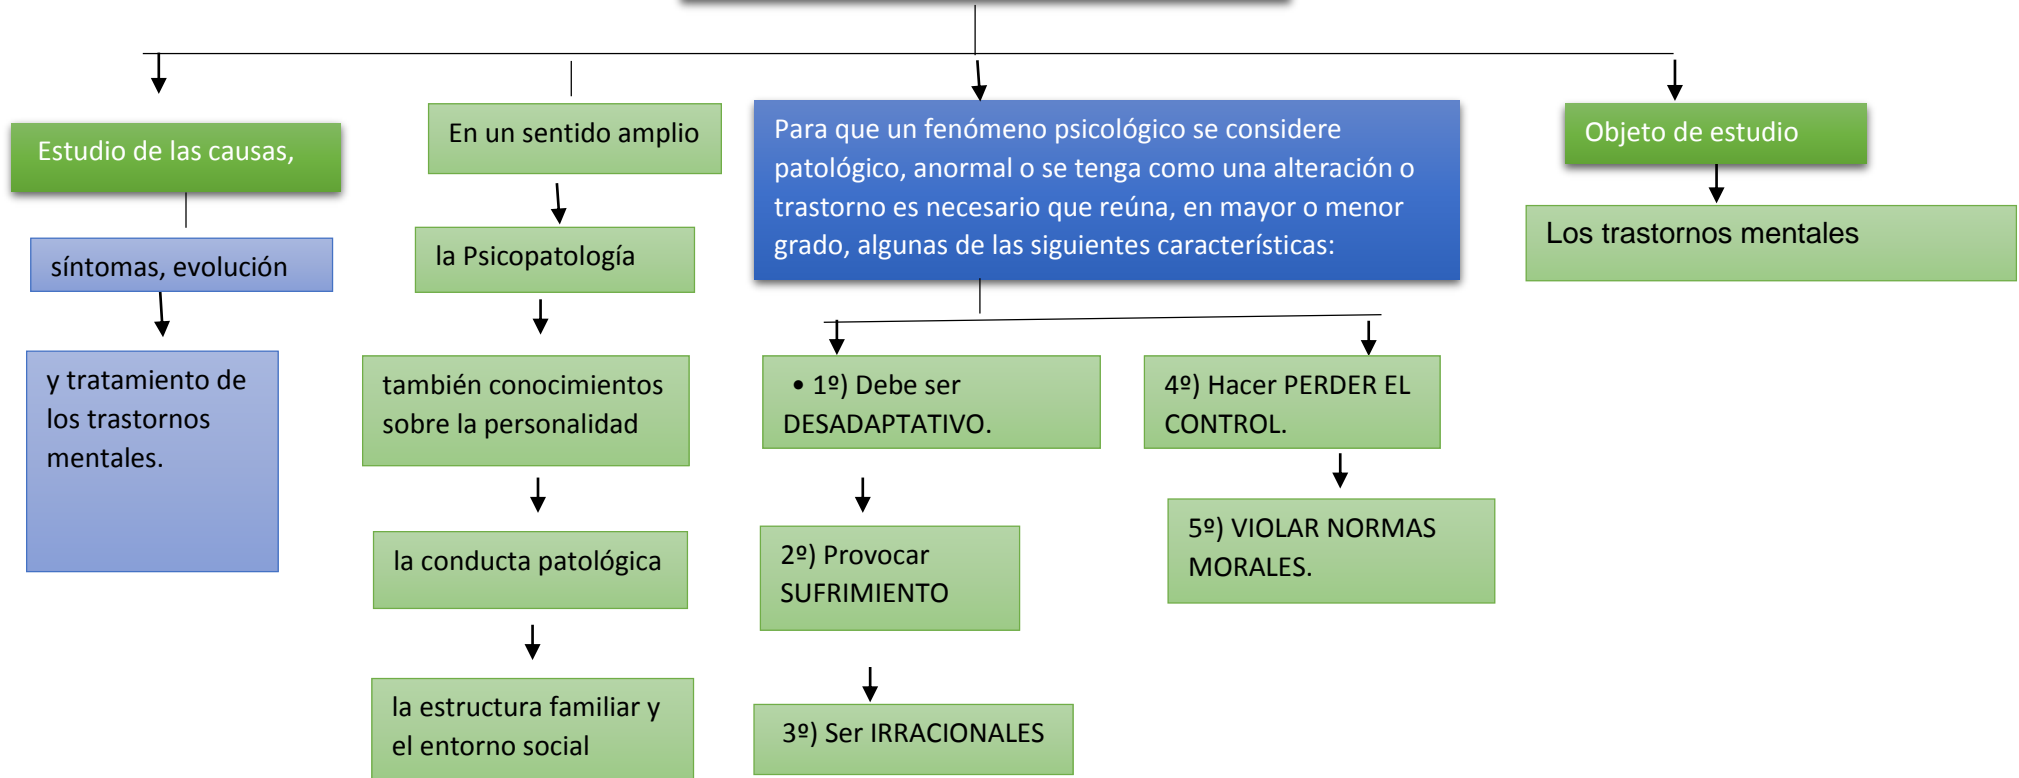 Estudio de las causas,
síntomas, evolución
y tratamiento de
los trastornos
mentales.
En un sentido amplio
la Psicopatología
también conocimientos
sobre la personalidad
la conducta patológica
la estructura familiar y
el entorno social
Para que un fenómeno psicológico se considere
patológico, anormal o se tenga como una alteración o
trastorno es necesario que reúna, en mayor o menor
grado, algunas de las siguientes características:
• 1º) Debe ser
DESADAPTATIVO.
2º) Provocar
SUFRIMIENTO
3º) Ser IRRACIONALES
4º) Hacer PERDER EL
CONTROL.
5º) VIOLAR NORMAS
MORALES.
Objeto de estudio
Los trastornos mentales